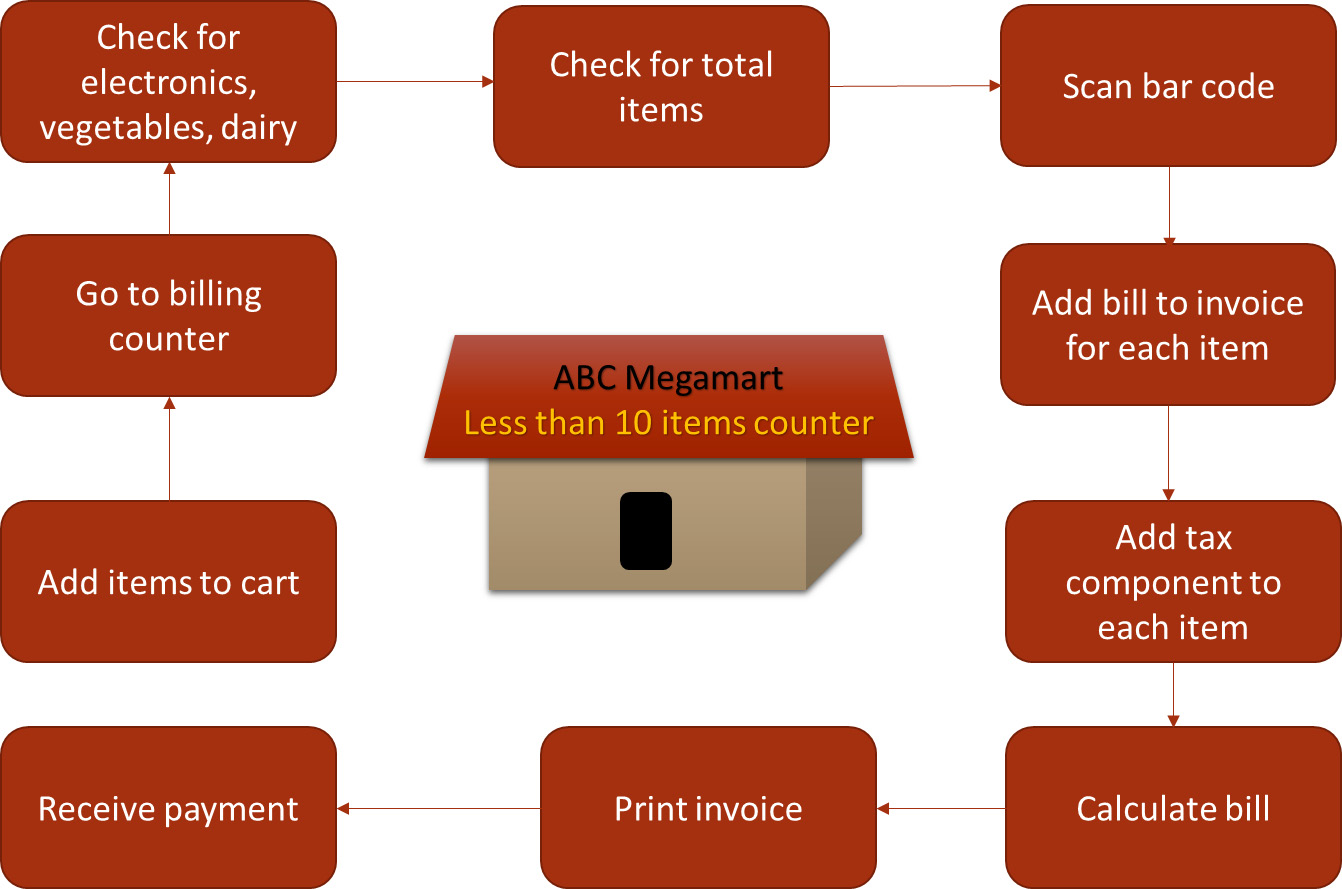 Check for
electronics,
vegetables, dairy
Check for total
items
Scan bar code
Go to billing
counter
Add bill to invoice
for each item
ABC Megamart
Less than 10 items counter
Add items to cart
Add tax
component to
each item
Receive payment
Print invoice
Calculate bill